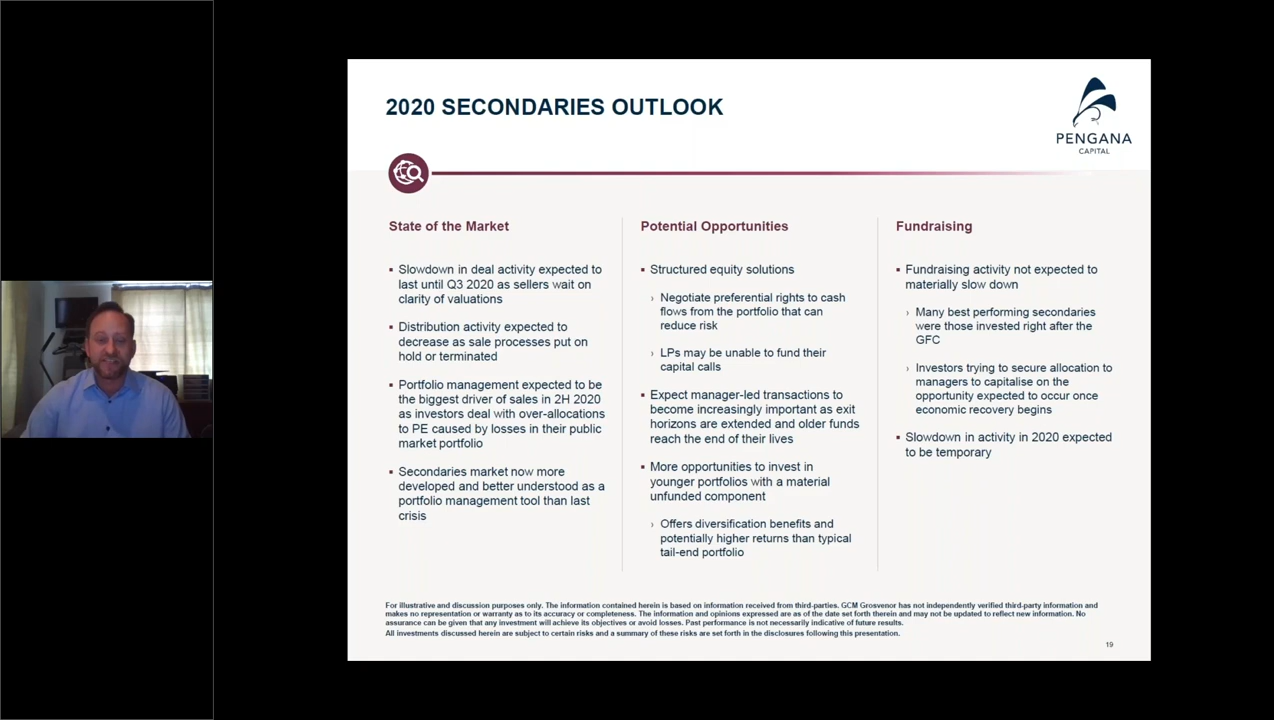 2020 SECONDARIES OUTLOOK
PENGANA
CAPITAL
State of the Market
▪ Slowdown in deal activity expected to
last until Q3 2020 as sellers wait on
clarity of valuations
▪ Distribution activity expected to
decrease as sale processes put on
hold or terminated
▪ Portfolio management expected to be
the biggest driver of sales in 2H 2020
as investors deal with over-allocations
to PE caused by losses in their public
market portfolio
▪ Secondaries market now more
developed and better understood as a
portfolio management tool than last
crisis
Potential Opportunities
▪ Structured equity solutions
› Negotiate preferential rights to cash
flows from the portfolio that can
reduce risk
› LPs may be unable to fund their
capital calls
▪ Expect manager-led transactions to
become increasingly important as exit
horizons are extended and older funds
reach the end of their lives
▪ More opportunities to invest in
younger portfolios with a material
unfunded component
› Offers diversification benefits and
potentially higher returns than typical
tail-end portfolio
Fundraising
▪ Fundraising activity not expected to
materially slow down
› Many best performing secondaries
were those invested right after the
GFC
› Investors trying to secure allocation to
managers to capitalise on the
opportunity expected to occur once
economic recovery begins
▪ Slowdown in activity in 2020 expected
to be temporary
For illustrative and discussion purposes only. The information contained herein is based on information received from third-parties. GCM Grosvenor has not independently verified third-party information and
makes no representation or warranty as to its accuracy or completeness. The information and opinions expressed are as of the date set forth therein and may not be updated to reflect new information. No
assurance can be given that any investment will achieve its objectives or avoid losses. Past performance is not necessarily indicative of future results.
All investments discussed herein are subject to certain risks and a summary of these risks are set forth in the disclosures following this presentation.
19